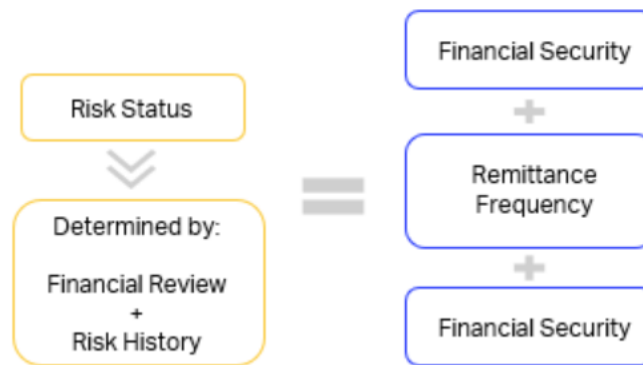 Risk Status
Determined by:
Financial Review
+
Risk History
Financial Security
Remittance
Frequency
Financial Security